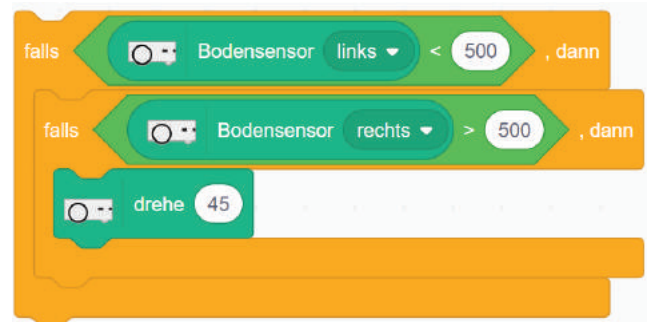 falls Bodensensor links < 500 , dann
falls Bodensensor rechts > 500 , dann
drehe 45